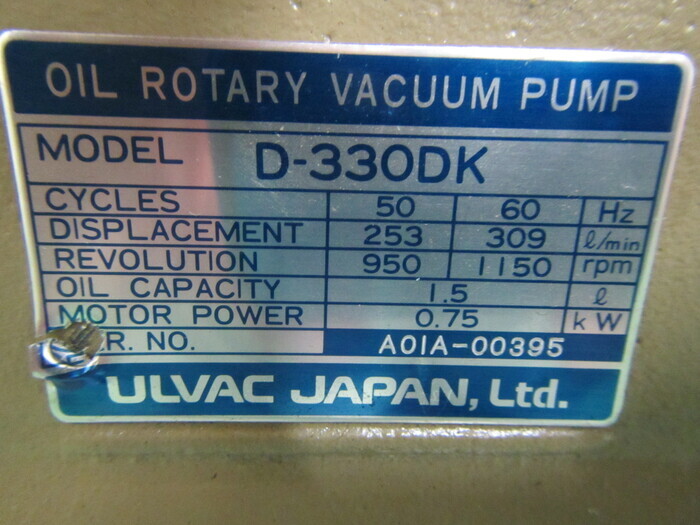 OIL ROTARY VACUUM PUMP
MODEL D-330DK
CYCLES 50 60 Hz
DISPLACEMENT 253 309 ℓ/min
REVOLUTION 950 1150 rpm
OIL CAPACITY 1.5 ℓ
MOTOR POWER 0.75 kW
NO. A01A-00395
ULVAC JAPAN, Ltd.